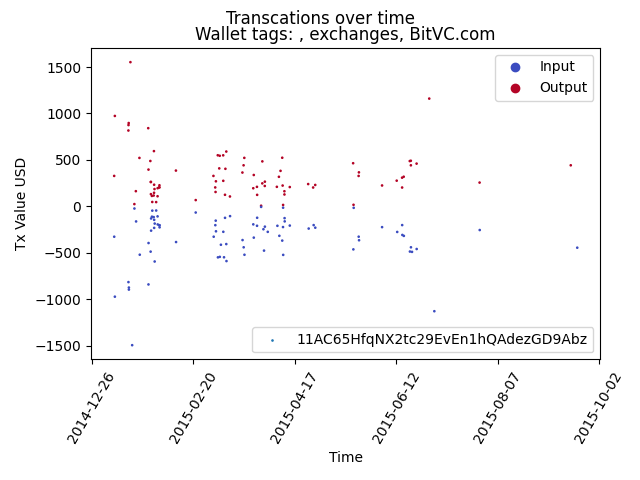 Transcations over time
Wallet tags: , exchanges, BitVC.com
Input
Output
1500
1000
500
0
−500
−1000
−1500
Tx Value USD
11AC65HfqNX2tc29EvEn1hQAdezGD9Abz
2014-12-26
2015-02-20
2015-04-17
2015-06-12
2015-08-07
2015-10-02
Time